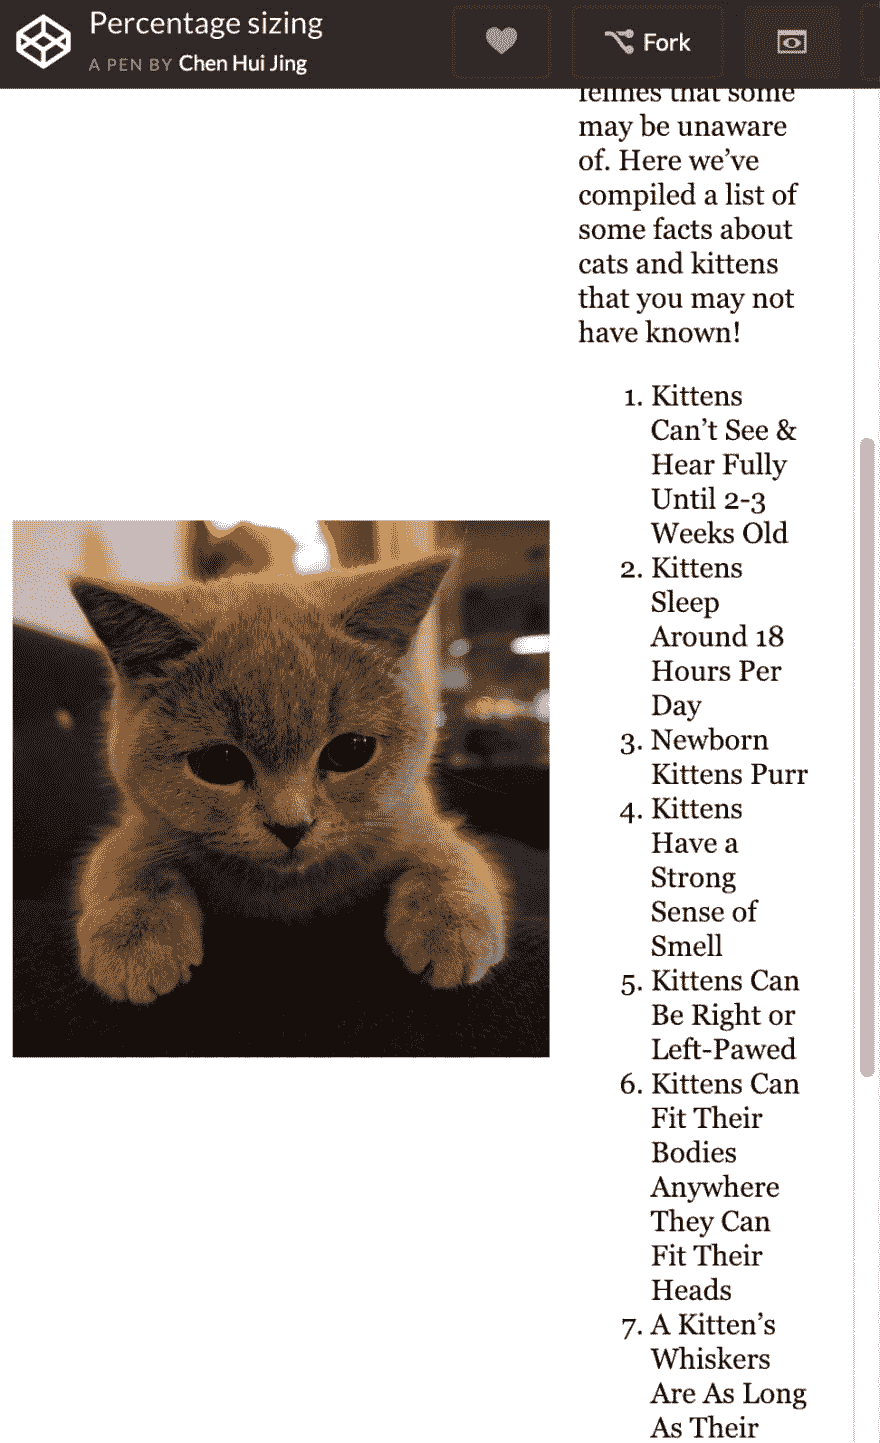 Percentage sizing
A PEN BY Chen Hui Jing
Fork
felines that some
may be unaware
of. Here we’ve
compiled a list of
some facts about
cats and kittens
that you may not
have known!
1. Kittens
Can’t See &
Hear Fully
Until 2-3
Weeks Old
2. Kittens
Sleep
Around 18
Hours Per
Day
3. Newborn
Kittens Purr
4. Kittens
Have a
Strong
Sense of
Smell
5. Kittens Can
Be Right or
Left-Pawed
6. Kittens Can
Fit Their
Bodies
Anywhere
They Can
Fit Their
Heads
7. A Kitten’s
Whiskers
Are As Long
As Their